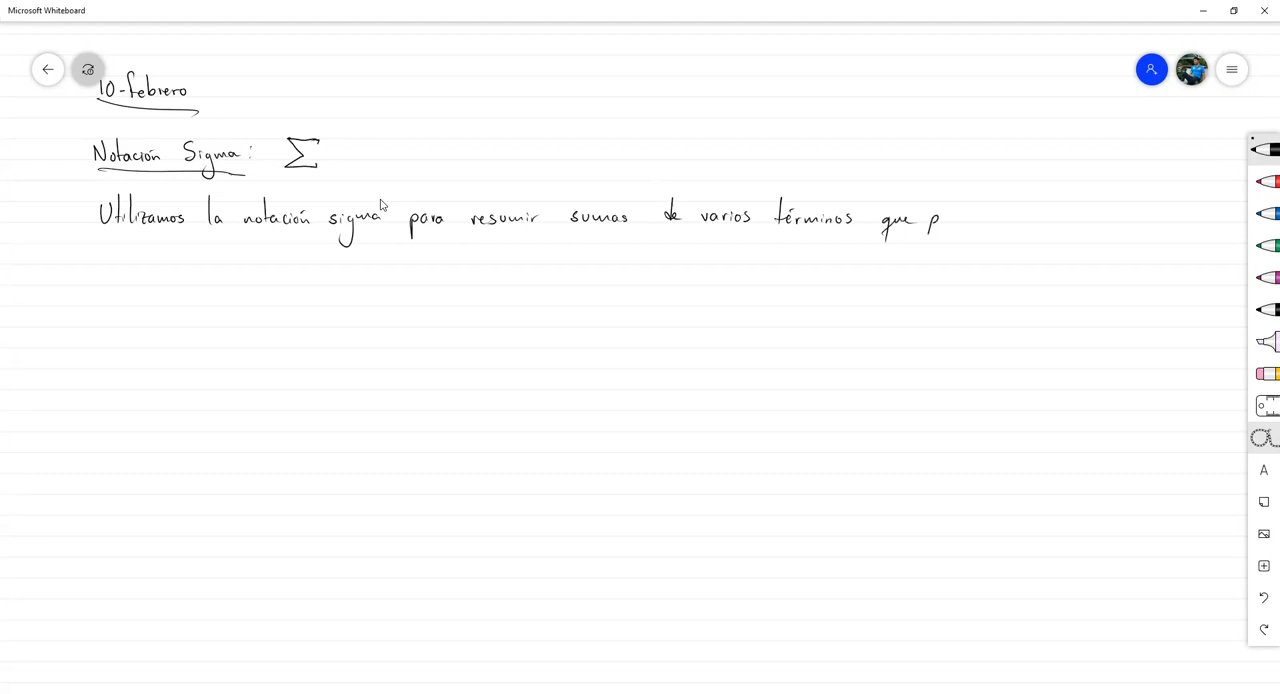 Microsoft Whiteboard
10-febrero
Notación Sigma: Σ
Utilizamos la notación sigma para resumir sumas de varios términos que p
A